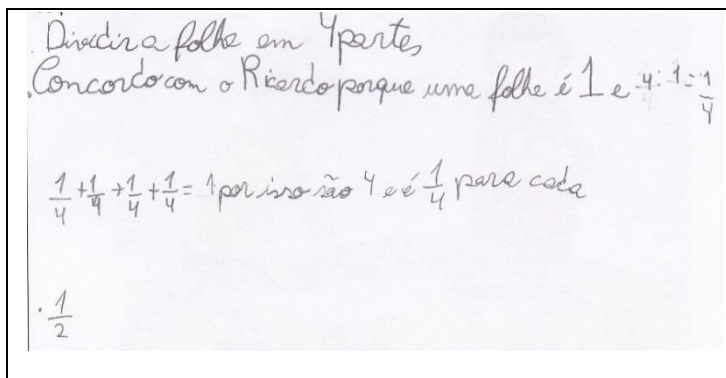 . Dividir a folha em 4 partes
. Concordo com o Ricardo porque uma folha é 1 e 4:1=1/4
1/4+1/4+1/4+1/4=1 por isso são 4 e é 1/4 para cada
. 1/2